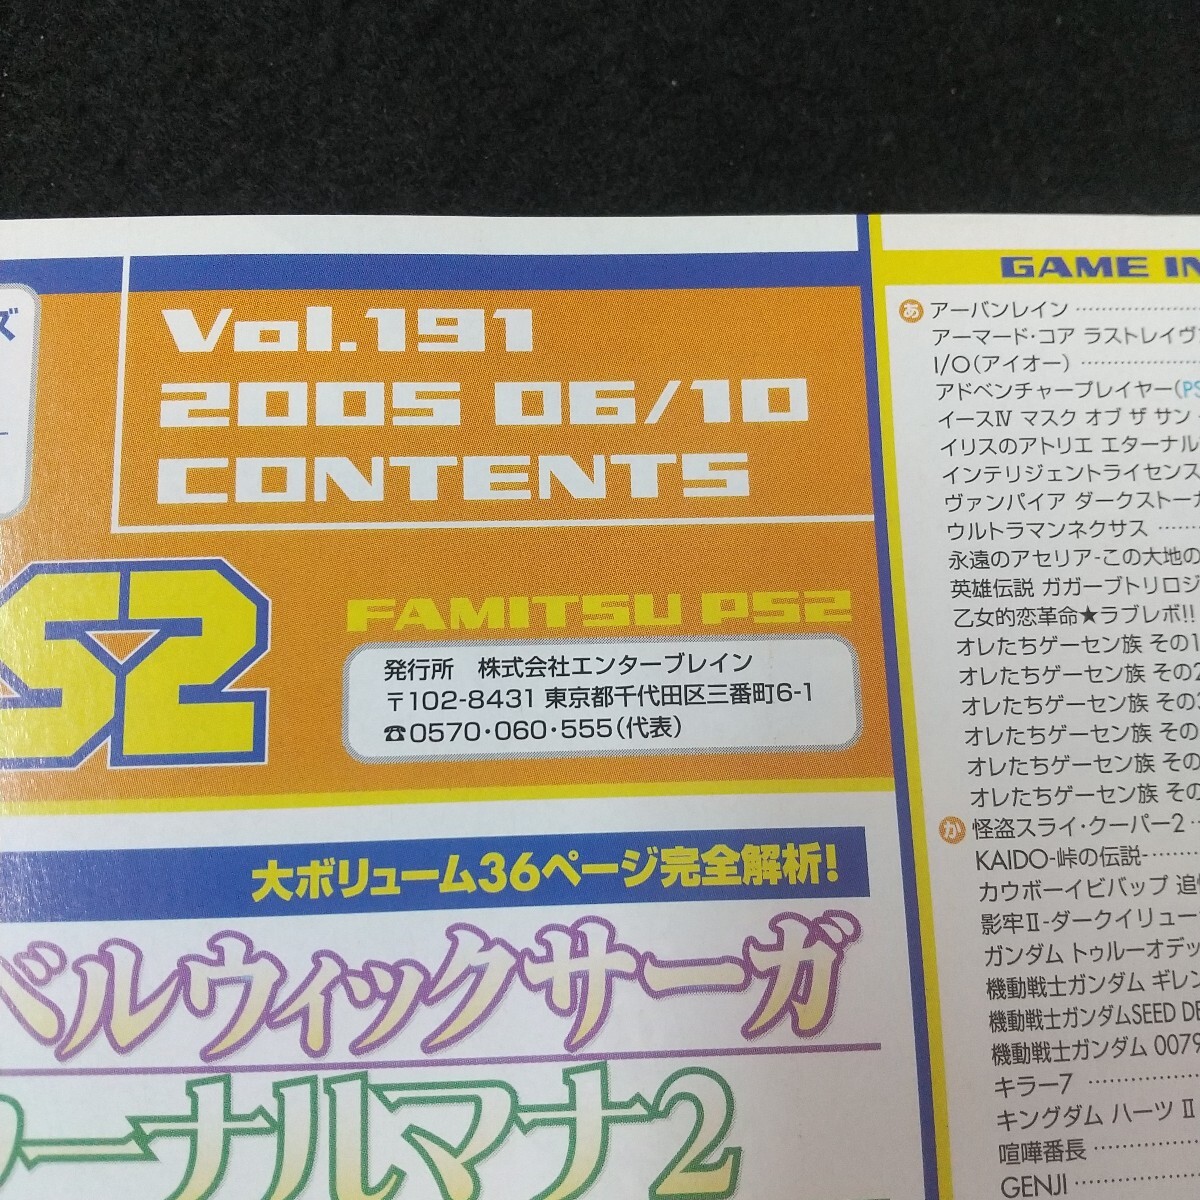 ズ
Vol.191
2005 06/10
CONTENTS
S2
FAMITSU PS2
発行所 株式会社エンターブレイン
〒102-8431 東京都千代田区三番町6-1
☎0570・060・555(代表)
大ボリューム36ページ完全解析!
ベルウィックサーガ
ターナルマナ2
GAME IN
あ アーバンレイン
アーマード・コア ラストレイヴ
I/O(アイオー)
アドベンチャープレイヤー(PS
イースⅣ マスク オブ ザ サン
イリスのアトリエ エターナル
インテリジェントライセンス
ヴァンパイア ダークストー
ウルトラマンネクサス
永遠のアセリア-この大地の
英雄伝説 ガガーブトリロジ
乙女的恋革命★ラブレボ!!
オレたちゲーセン族 その1
オレたちゲーセン族 その2
オレたちゲーセン族 その3
オレたちゲーセン族 その
オレたちゲーセン族 その
オレたちゲーセン族 その
か 怪盗スライ・クーパー2
KAIDO-峠の伝説-
カウボーイビバップ 追
影牢Ⅱ-ダークイリュー
ガンダム トゥルーオデッ
機動戦士ガンダム ギレン
機動戦士ガンダムSEED DE
機動戦士ガンダム 0079
キラー7
キングダム ハーツ Ⅱ
喧嘩番長
GENJI